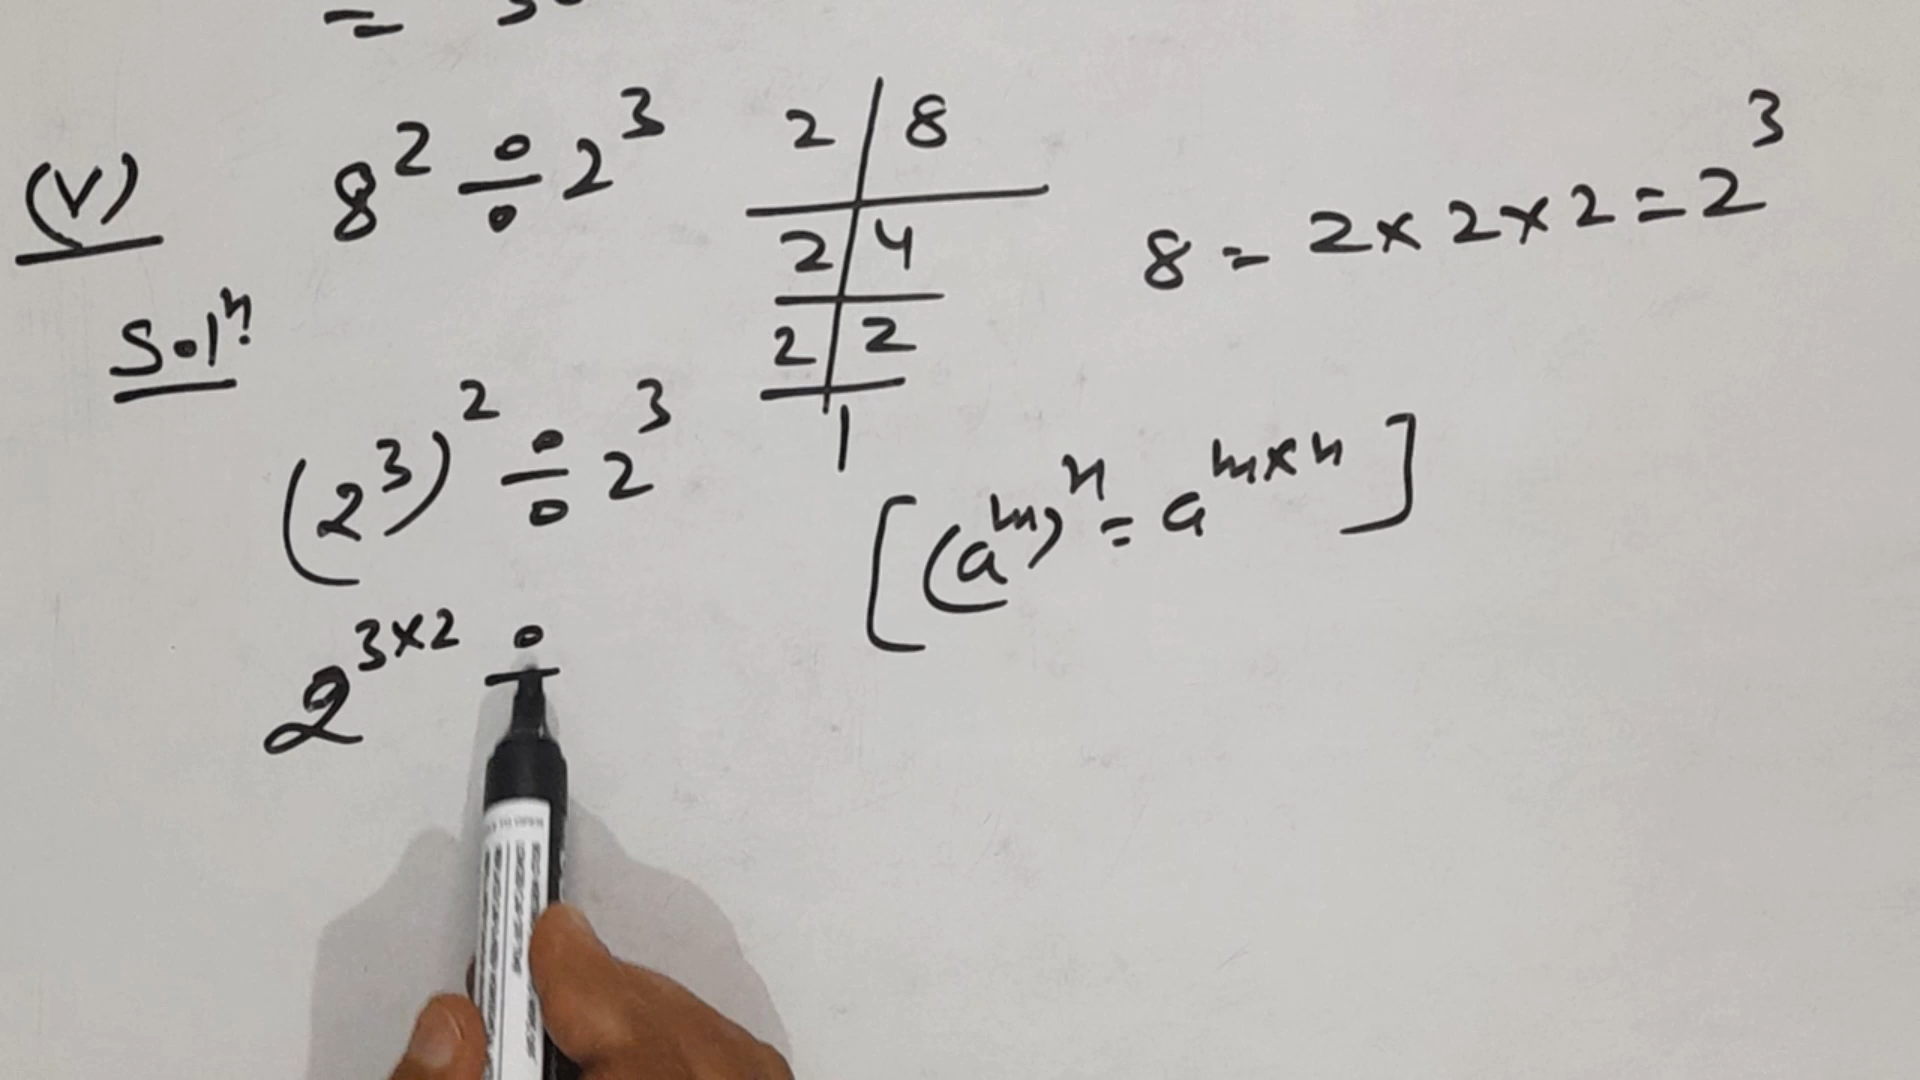 (V) 8² ÷ 2³
2 | 8
2 | 4
2 | 2
1
8 = 2 × 2 × 2 = 2³
Solⁿ.
(2³)² ÷ 2³
[(aᵐ)ⁿ = aᵐˣⁿ]
2³ˣ² ÷